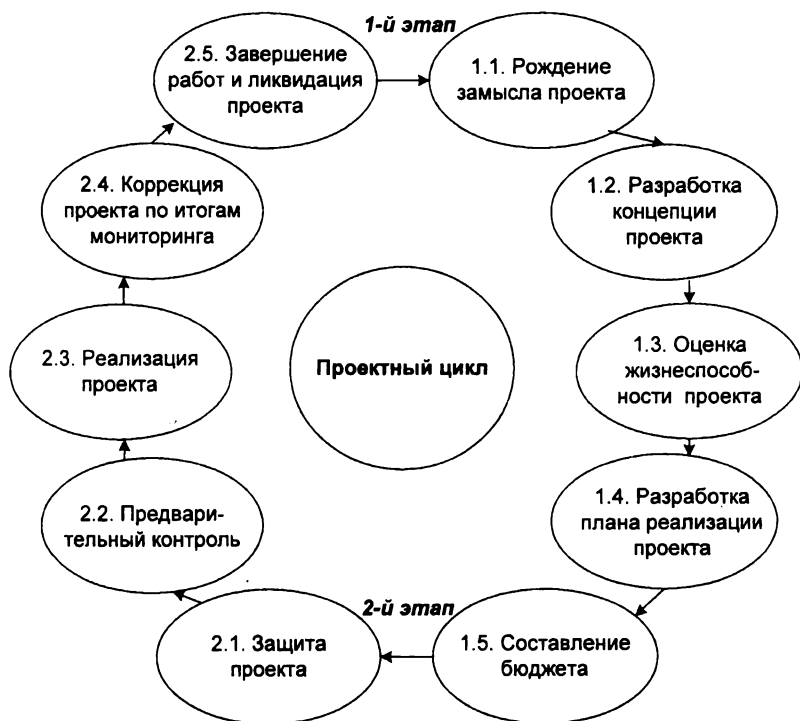 1-й этап
1.1. Рождение
замысла проекта
1.2. Разработка
концепции
проекта
1.3. Оценка
жизнеспособ-
ности проекта
1.4. Разработка
плана реализации
проекта
1.5. Составление
бюджета
2-й этап
2.1. Защита
проекта
2.2. Предвари-
тельный контроль
2.3. Реализация
проекта
2.4. Коррекция
проекта по итогам
мониторинга
2.5. Завершение
работ и ликвидация
проекта
Проектный цикл